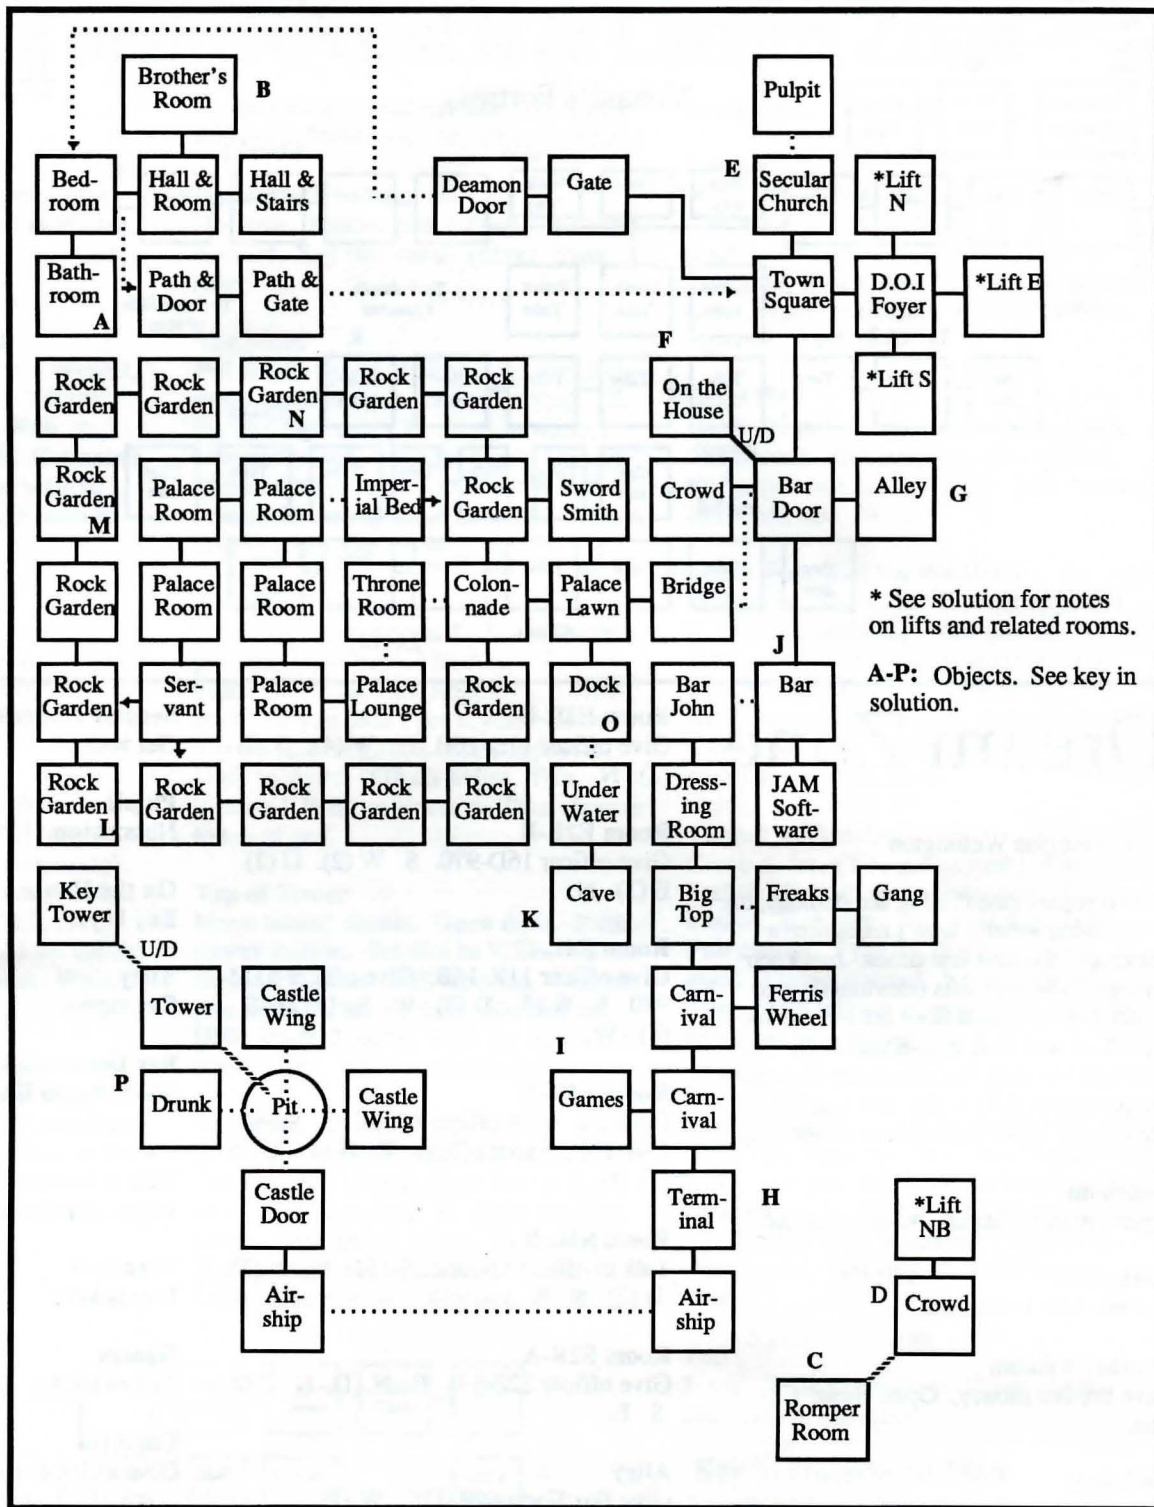 Brother's
Room
B
Pulpit
Bed-
room
Hall &
Room
Hall &
Stairs
Deamon
Door
Gate
E
Secular
Church
*Lift
N
Bath-
room
A
Path &
Door
Path &
Gate
Town
Square
D.O.I
Foyer
*Lift E
F
Rock
Garden
Rock
Garden
Rock
Garden
N
Rock
Garden
Rock
Garden
On the
House
U/D
*Lift S
Rock
Garden
M
Palace
Room
Palace
Room
Imper-
ial Bed
Rock
Garden
Sword
Smith
Crowd
Bar
Door
Alley
G
Rock
Garden
Palace
Room
Palace
Room
Throne
Room
Colon-
nade
Palace
Lawn
Bridge
* See solution for notes
on lifts and related rooms.
J
A-P: Objects. See key in
solution.
Rock
Garden
Ser-
vant
Palace
Room
Palace
Lounge
Rock
Garden
Dock
O
Bar
John
Bar
Rock
Garden
L
Rock
Garden
Rock
Garden
Rock
Garden
Rock
Garden
Under
Water
Dres-
sing
Room
JAM
Soft-
ware
Key
Tower
K
Cave
Big
Top
Freaks
Gang
U/D
Tower
Castle
Wing
Car-
nival
Ferris
Wheel
I
P
Drunk
Pit
Castle
Wing
Games
Car-
nival
Castle
Door
Term-
inal
H
*Lift
NB
Air-
ship
Air-
ship
D
Crowd
C
Romper
Room